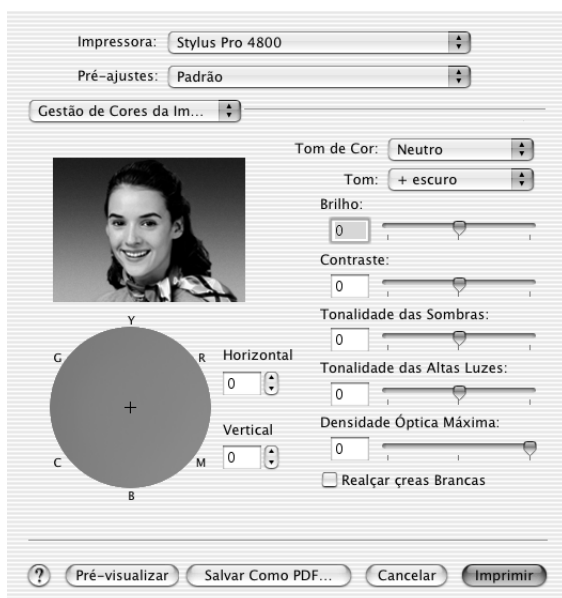 Impressora: Stylus Pro 4800
Pré-ajustes: Padrão
Gestão de Cores da Im...
Tom de Cor: Neutro
Tom: + escuro
Brilho:
0
Contraste:
0
Tonalidade das Sombras:
0
Tonalidade das Altas Luzes:
0
Densidade Óptica Máxima:
0
Realçar çreas Brancas
Y
G R
C M
B
Horizontal
0
Vertical
0
? Pré-visualizar Salvar Como PDF... Cancelar Imprimir